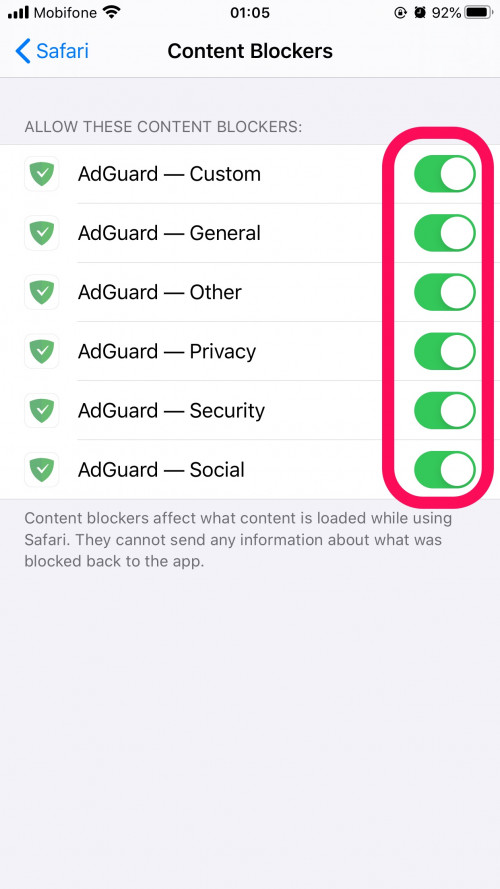 Mobifone
01:05
92%
Safari
Content Blockers
ALLOW THESE CONTENT BLOCKERS:
AdGuard — Custom
AdGuard — General
AdGuard — Other
AdGuard — Privacy
AdGuard — Security
AdGuard — Social
Content blockers affect what content is loaded while using
Safari. They cannot send any information about what was
blocked back to the app.